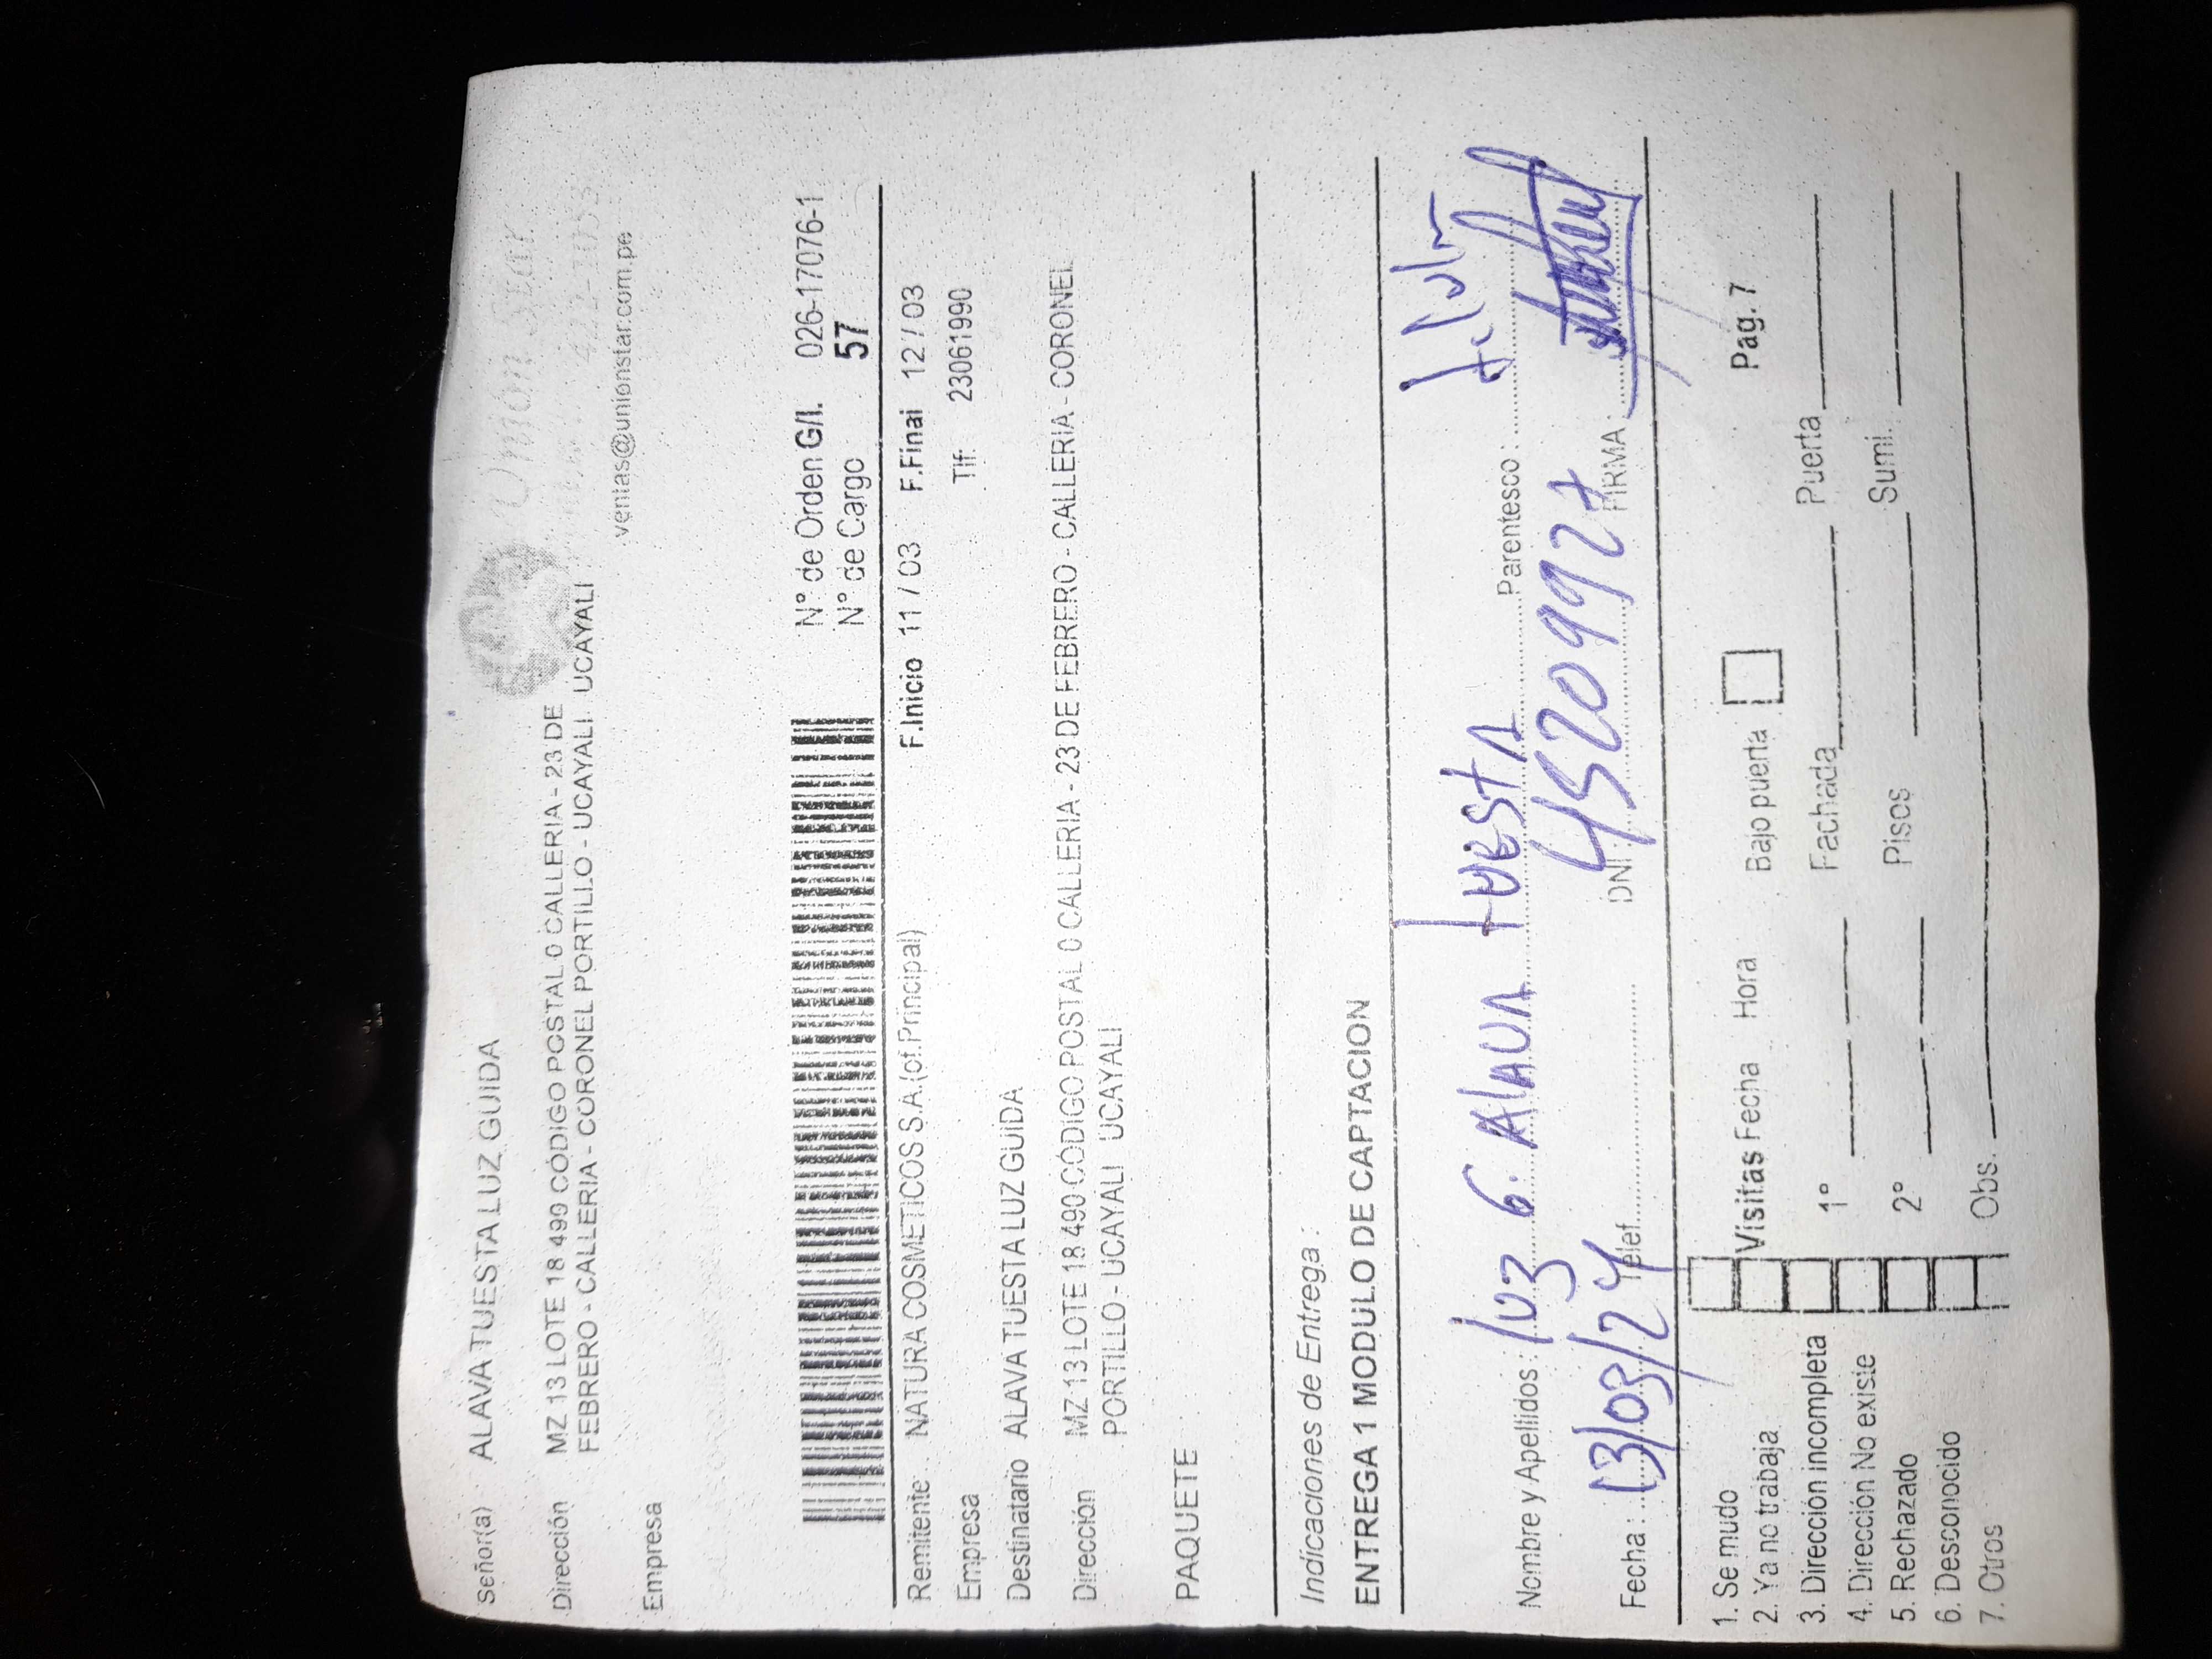 Union Star
ventas@unionstar.com.pe
Señor(a) ALAVA TUESTA LUZ GUIDA
Dirección MZ 13 LOTE 18 490 CODIGO POSTAL 0 CALLERIA - 23 DE
FEBRERO - CALLERIA - CORONEL PORTILLO - UCAYALI UCAYALI
Empresa
N° de Orden G/I. 026-17076-1
N° de Cargo 57
Remitente NATURA COSMETICOS S.A.(of.Principal) F.Inicio 11 / 03 F.Final 12 / 03
Empresa Tlf: 23061990
Destinatario ALAVA TUESTA LUZ GUIDA
Dirección MZ 13 LOTE 18 490 CODIGO POSTAL 0 CALLERIA - 23 DE FEBRERO - CALLERIA - CORONEL
PORTILLO - UCAYALI UCAYALI
PAQUETE
Indicaciones de Entrega :
ENTREGA 1 MODULO DE CAPTACION
Nombre y Apellidos : luz G. Alava tuesta Parentesco :
Fecha : 13/03/24 Telef. DNI : 45209927 FIRMA :
1. Se mudo
2. Ya no trabaja
3. Dirección incompleta
4. Dirección No existe
5. Rechazado
6. Desconocido
7. Otros
Visitas Fecha Hora Bajo puerta Pag. 7
1° Fachada Puerta
2° Pisos Sumi.
Obs.